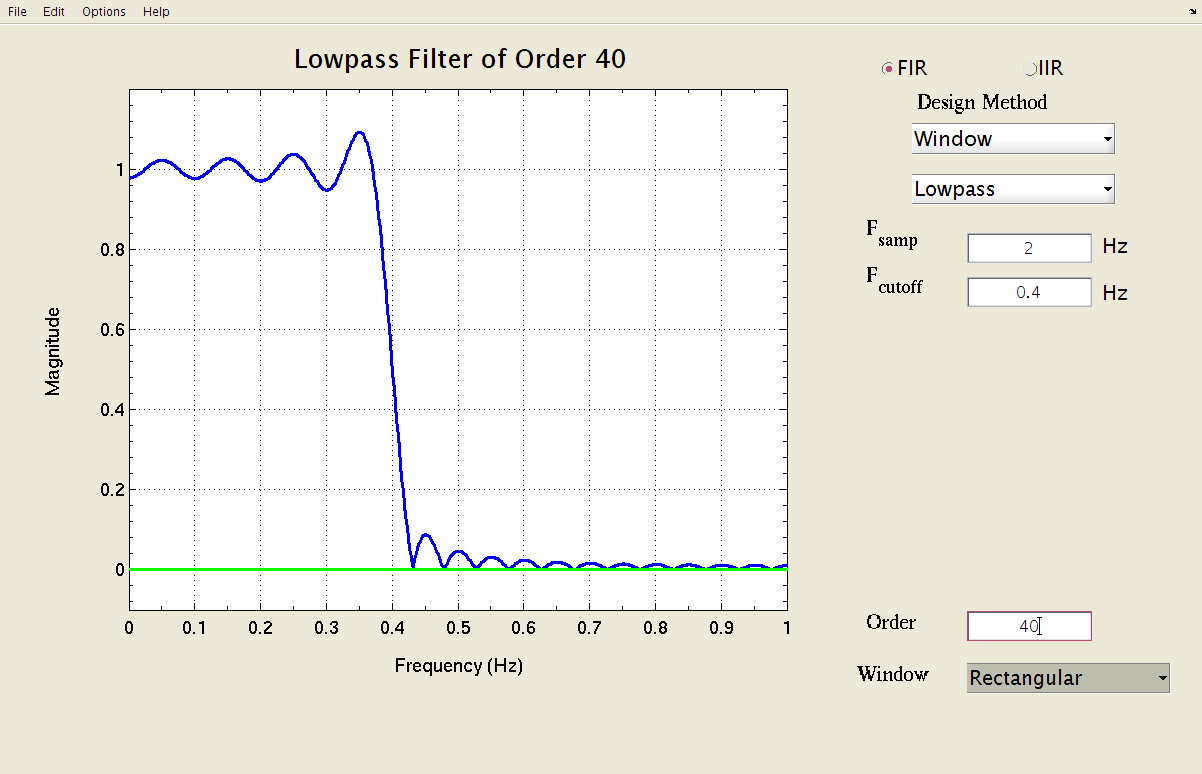 File Edit Options Help
Lowpass Filter of Order 40
Magnitude
1
0.8
0.6
0.4
0.2
0
0 0.1 0.2 0.3 0.4 0.5 0.6 0.7 0.8 0.9 1
Frequency (Hz)
FIR IIR
Design Method
Window
Lowpass
Fsamp 2 Hz
Fcutoff 0.4 Hz
Order 40
Window Rectangular